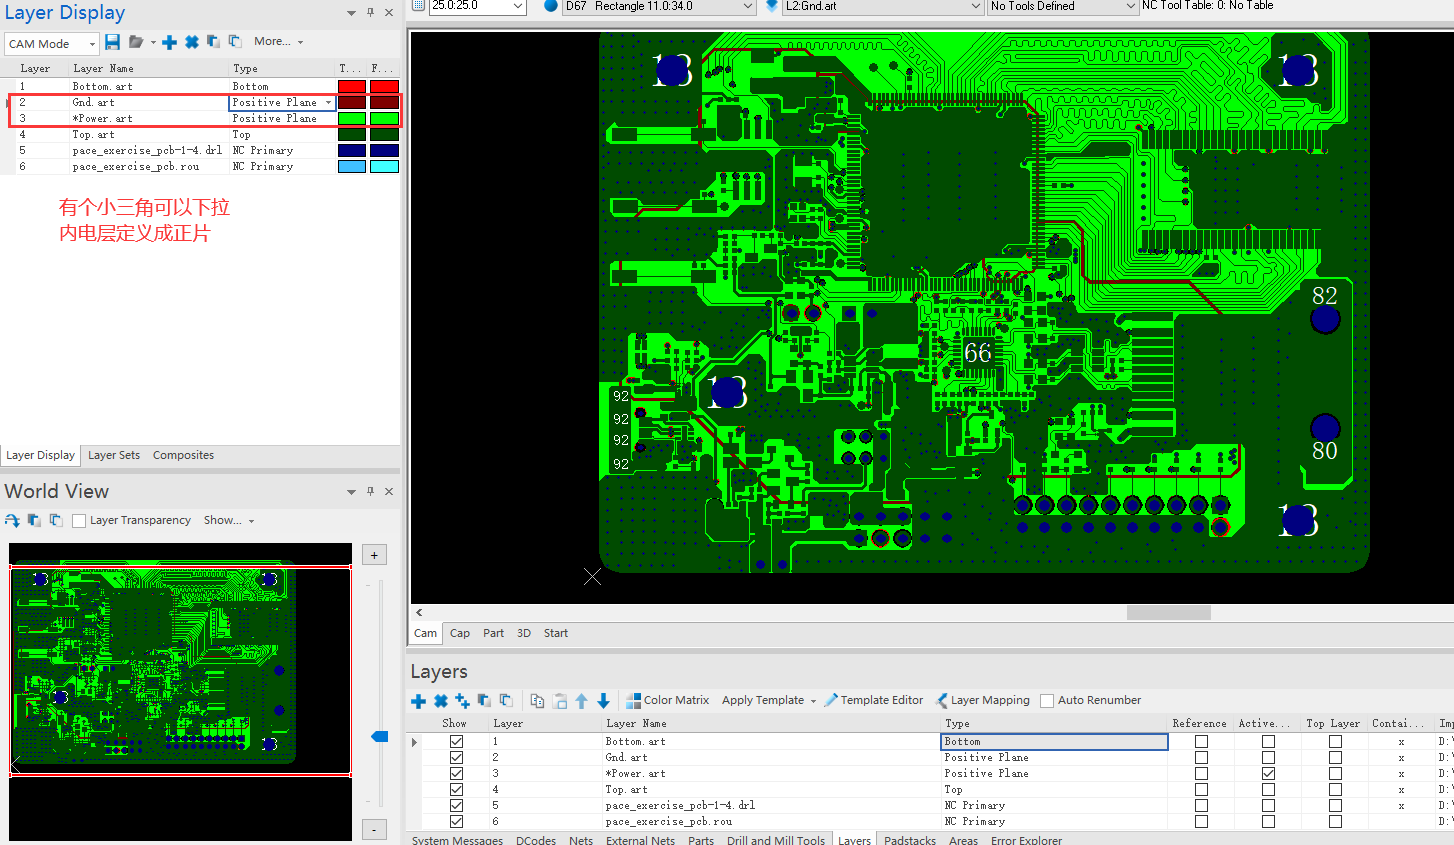 Layer Display
CAM Mode
More...
Layer Layer Name Type T... F...
1 Bottom.art Bottom
2 Gnd.art Positive Plane
3 *Power.art Positive Plane
4 Top.art Top
5 pace_exercise_pcb-1-4.drl NC Primary
6 pace_exercise_pcb.rou NC Primary
有个小三角可以下拉
内电层定义成正片
Layer Display Layer Sets Composites
World View
Layer Transparency Show...
+
-
25.0:25.0 D67 Rectangle 11.0:34.0 L2:Gnd.art No Tools Defined NC Tool Table: 0: No Table
13
13
82
66
13
92
92
92
92
80
13
Cam Cap Part 3D Start
Layers
Color Matrix Apply Template Template Editor Layer Mapping Auto Renumber
Show Layer Layer Name Type Reference Active... Top Layer Contai... Imp
1 Bottom.art Bottom x D:\
2 Gnd.art Positive Plane x D:\
3 *Power.art Positive Plane x D:\
4 Top.art Top x D:\
5 pace_exercise_pcb-1-4.drl NC Primary x D:\
6 pace_exercise_pcb.rou NC Primary D:\
System Messages DCodes Nets External Nets Parts Drill and Mill Tools Layers Padstacks Areas Error Explorer